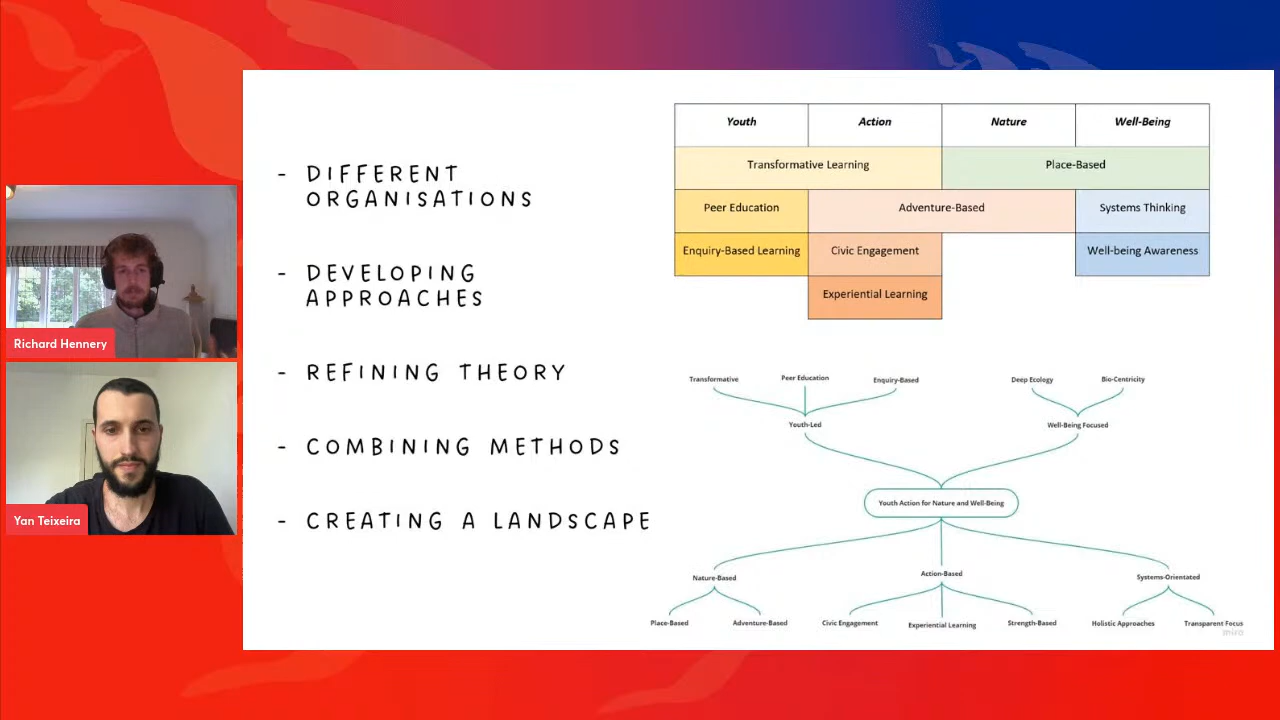 - DIFFERENT
ORGANISATIONS
- DEVELOPING
APPROACHES
- REFINING THEORY
- COMBINING METHODS
- CREATING A LANDSCAPE
Youth Action Nature Well-Being
Transformative Learning Place-Based
Peer Education Adventure-Based Systems Thinking
Enquiry-Based Learning Civic Engagement Well-being Awareness
Experiential Learning
Transformative Peer Education Enquiry-Based Deep Ecology Bio-Centricity
Youth-Led Well-Being Focused
Youth Action for Nature and Well-Being
Nature-Based Action-Based Systems-Orientated
Place-Based Adventure-Based Civic Engagement Experiential Learning Strength-Based Holistic Approaches Transparent Focus
miro
Richard Hennery
Yan Teixeira